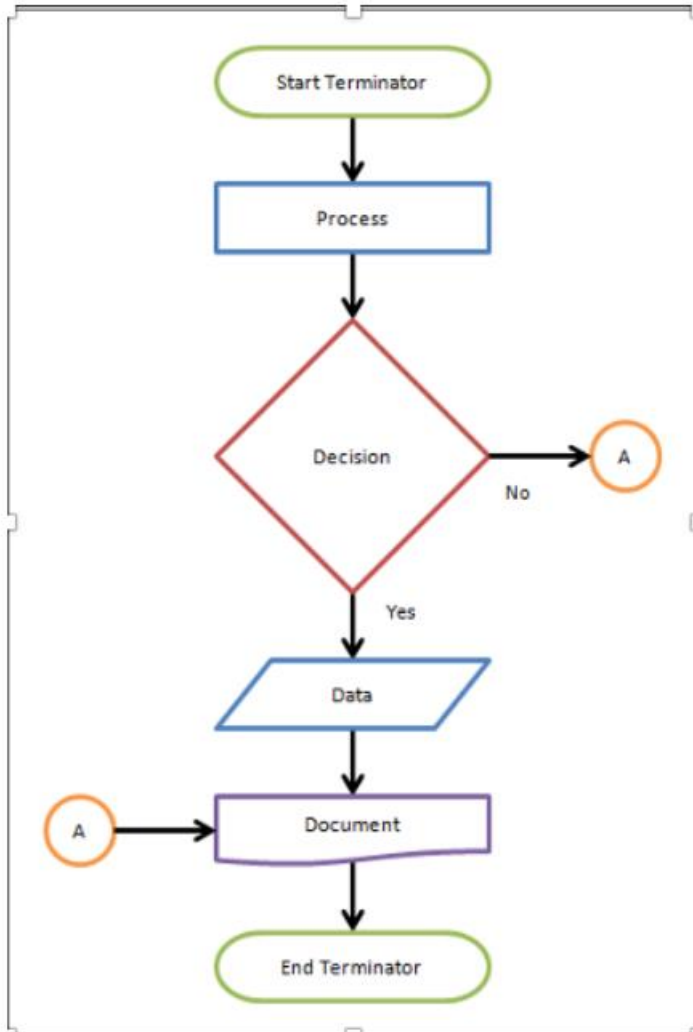 Start Terminator
Process
Decision
A
No
Yes
Data
A
Document
End Terminator